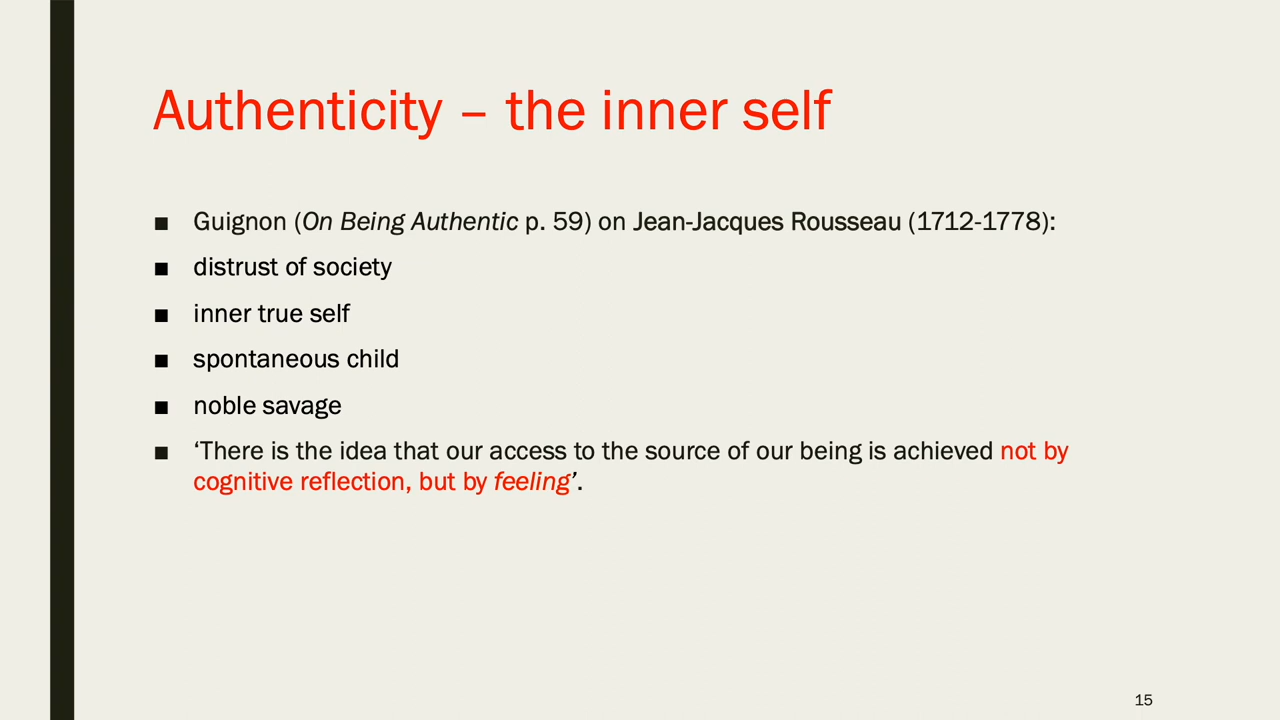 Authenticity – the inner self
■ Guignon (On Being Authentic p. 59) on Jean-Jacques Rousseau (1712-1778):
■ distrust of society
■ inner true self
■ spontaneous child
■ noble savage
■ ‘There is the idea that our access to the source of our being is achieved not by
cognitive reflection, but by feeling’.
15